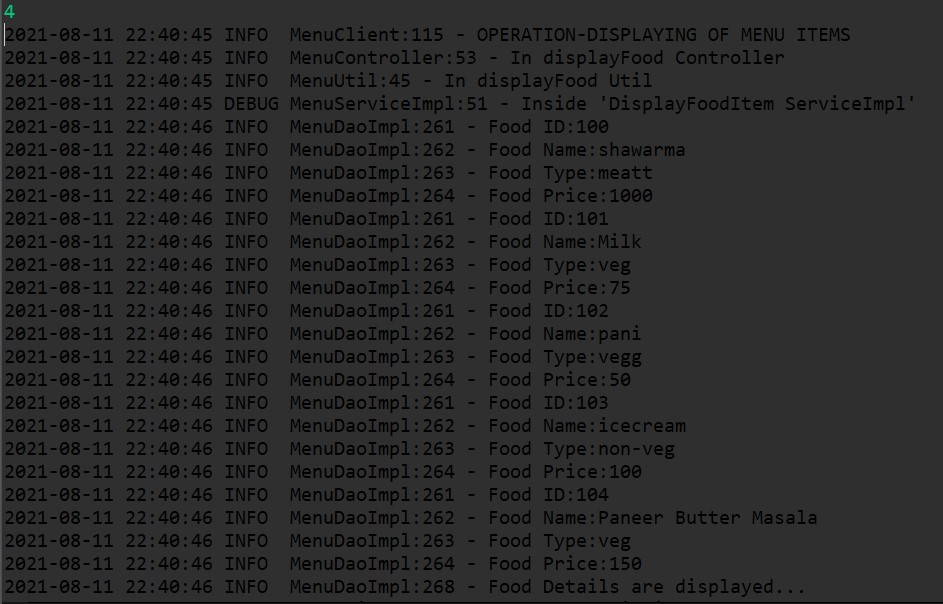 4
2021-08-11 22:40:45 INFO  MenuClient:115 - OPERATION-DISPLAYING OF MENU ITEMS
2021-08-11 22:40:45 INFO  MenuController:53 - In displayFood Controller
2021-08-11 22:40:45 INFO  MenuUtil:45 - In displayFood Util
2021-08-11 22:40:45 DEBUG MenuServiceImpl:51 - Inside 'DisplayFoodItem ServiceImpl'
2021-08-11 22:40:46 INFO  MenuDaoImpl:261 - Food ID:100
2021-08-11 22:40:46 INFO  MenuDaoImpl:262 - Food Name:shawarma
2021-08-11 22:40:46 INFO  MenuDaoImpl:263 - Food Type:meatt
2021-08-11 22:40:46 INFO  MenuDaoImpl:264 - Food Price:1000
2021-08-11 22:40:46 INFO  MenuDaoImpl:261 - Food ID:101
2021-08-11 22:40:46 INFO  MenuDaoImpl:262 - Food Name:Milk
2021-08-11 22:40:46 INFO  MenuDaoImpl:263 - Food Type:veg
2021-08-11 22:40:46 INFO  MenuDaoImpl:264 - Food Price:75
2021-08-11 22:40:46 INFO  MenuDaoImpl:261 - Food ID:102
2021-08-11 22:40:46 INFO  MenuDaoImpl:262 - Food Name:pani
2021-08-11 22:40:46 INFO  MenuDaoImpl:263 - Food Type:vegg
2021-08-11 22:40:46 INFO  MenuDaoImpl:264 - Food Price:50
2021-08-11 22:40:46 INFO  MenuDaoImpl:261 - Food ID:103
2021-08-11 22:40:46 INFO  MenuDaoImpl:262 - Food Name:icecream
2021-08-11 22:40:46 INFO  MenuDaoImpl:263 - Food Type:non-veg
2021-08-11 22:40:46 INFO  MenuDaoImpl:264 - Food Price:100
2021-08-11 22:40:46 INFO  MenuDaoImpl:261 - Food ID:104
2021-08-11 22:40:46 INFO  MenuDaoImpl:262 - Food Name:Paneer Butter Masala
2021-08-11 22:40:46 INFO  MenuDaoImpl:263 - Food Type:veg
2021-08-11 22:40:46 INFO  MenuDaoImpl:264 - Food Price:150
2021-08-11 22:40:46 INFO  MenuDaoImpl:268 - Food Details are displayed...